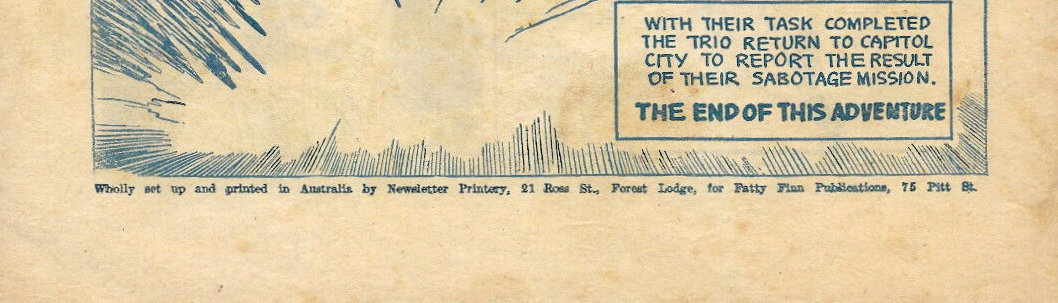 WITH THEIR TASK COMPLETED
THE TRIO RETURN TO CAPITOL
CITY TO REPORT THE RESULT
OF THEIR SABOTAGE MISSION.
THE END OF THIS ADVENTURE
Wholly set up and printed in Australia by Newsletter Printery, 21 Ross St., Forest Lodge, for Fatty Finn Publications, 75 Pitt St.